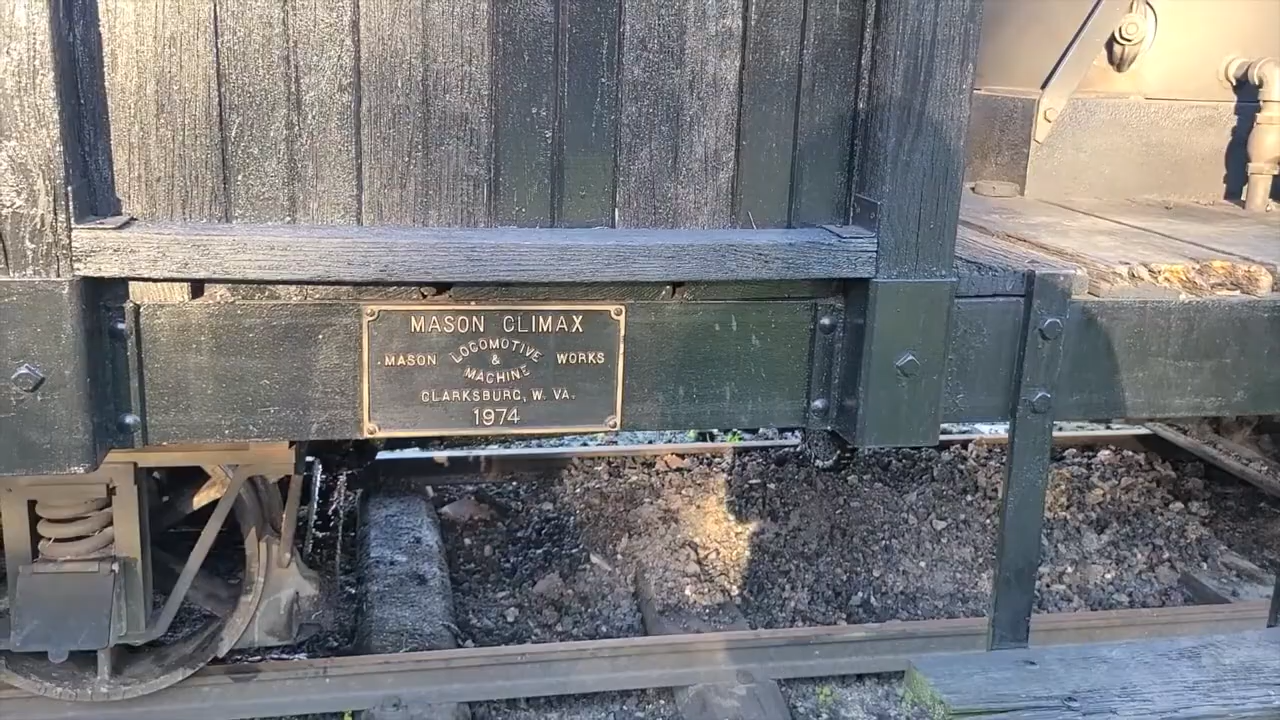 MASON CLIMAX
MASON LOCOMOTIVE & MACHINE WORKS
CLARKSBURG, W. VA.
1974